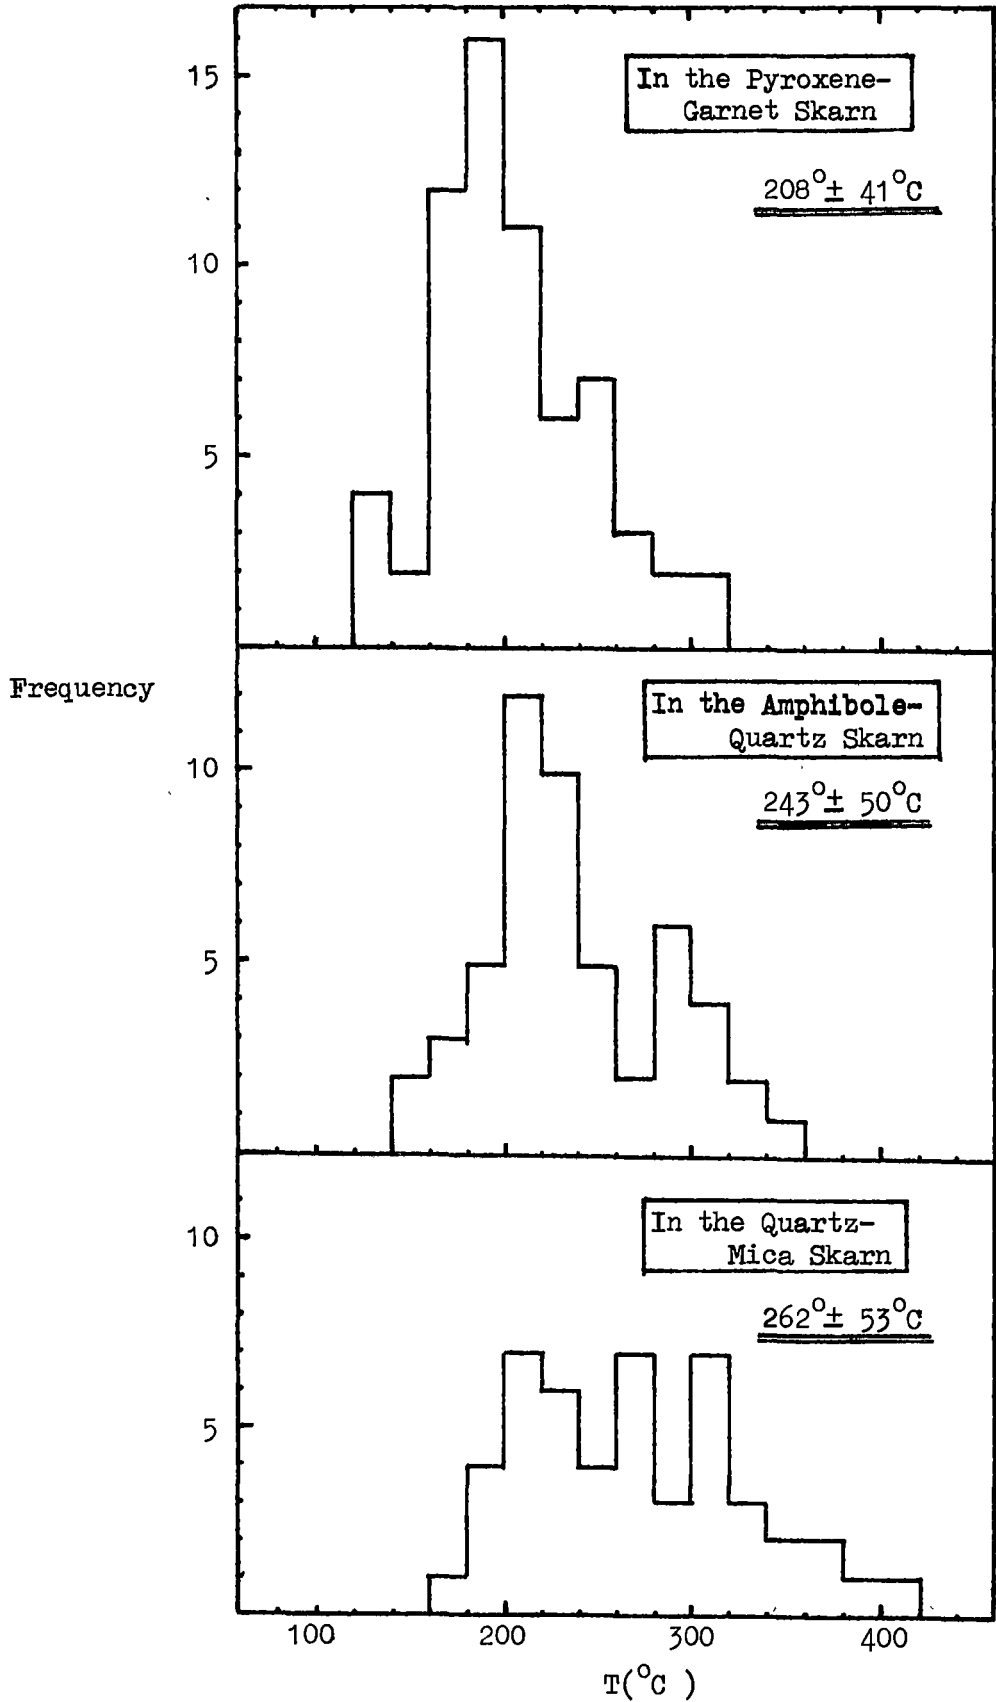 15
In the Pyroxene-
Garnet Skarn
208°± 41°C
10
5
Frequency
In the Amphibole-
Quartz Skarn
10
243°± 50°C
5
In the Quartz-
Mica Skarn
10
262°± 53°C
5
100 200 300 400
T(°C )